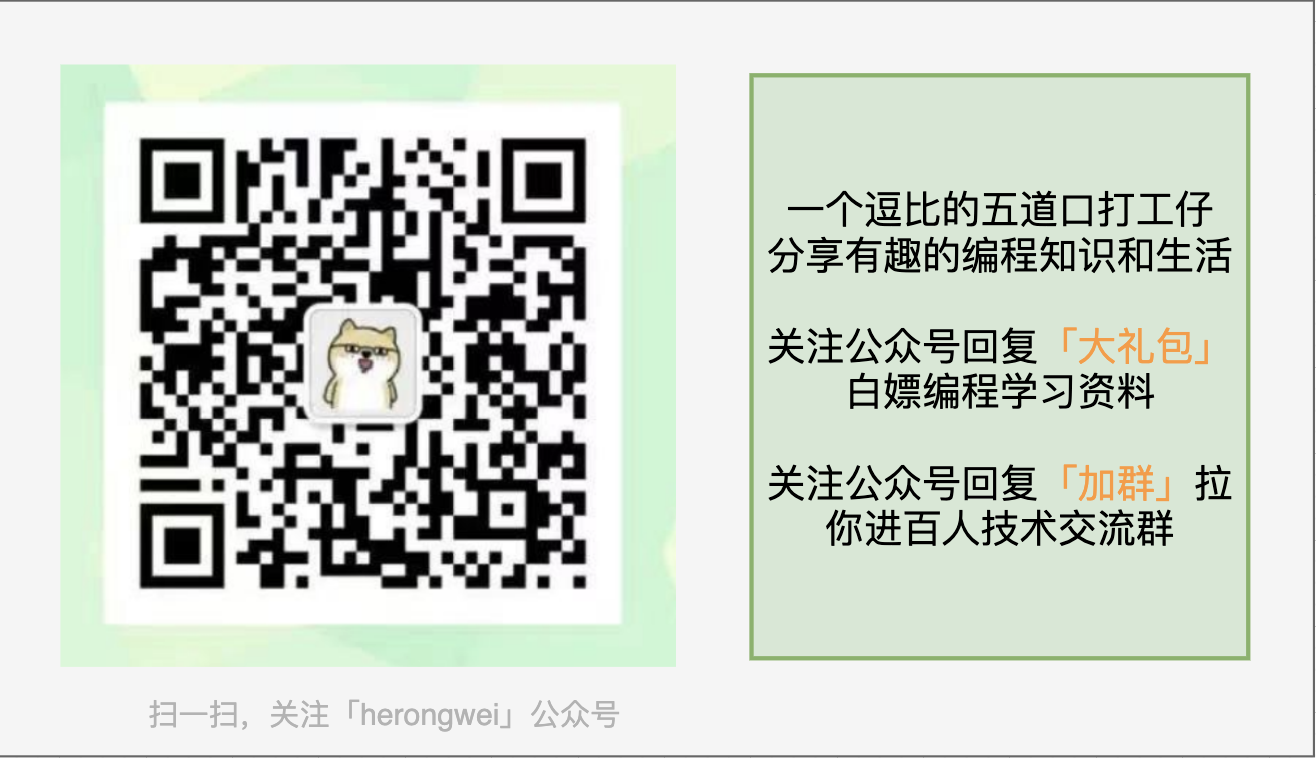 一个逗比的五道口打工仔
分享有趣的编程知识和生活
关注公众号回复「大礼包」
白嫖编程学习资料
关注公众号回复「加群」拉
你进百人技术交流群
扫一扫，关注「herongwei」公众号